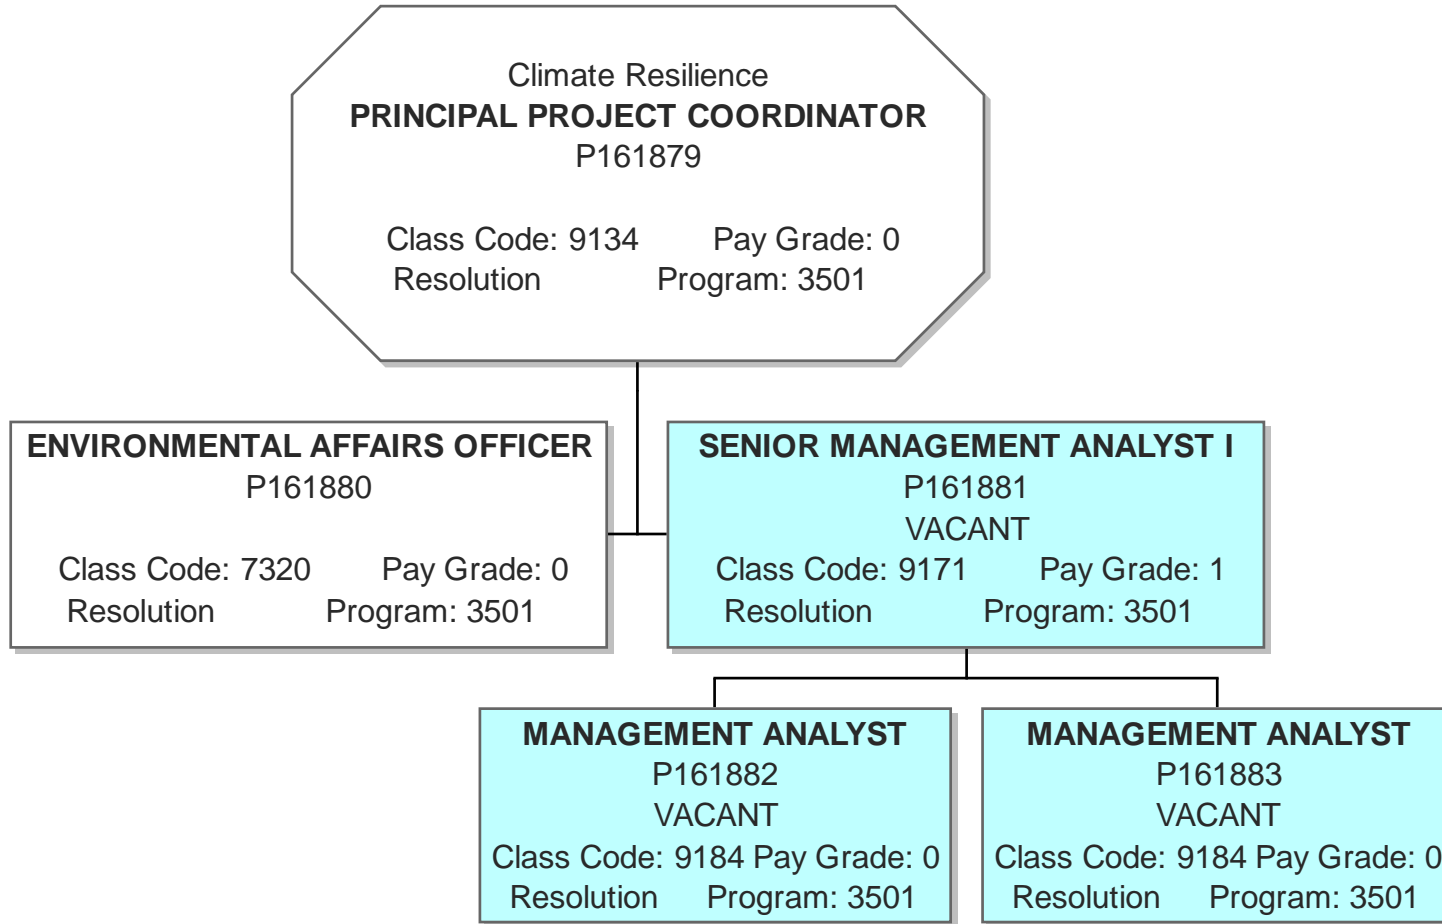 Climate Resilience
PRINCIPAL PROJECT COORDINATOR
P161879
Class Code: 9134 Pay Grade: 0
Resolution Program: 3501
ENVIRONMENTAL AFFAIRS OFFICER
P161880
Class Code: 7320 Pay Grade: 0
Resolution Program: 3501
SENIOR MANAGEMENT ANALYST I
P161881
VACANT
Class Code: 9171 Pay Grade: 1
Resolution Program: 3501
MANAGEMENT ANALYST
P161882
VACANT
Class Code: 9184 Pay Grade: 0
Resolution Program: 3501
MANAGEMENT ANALYST
P161883
VACANT
Class Code: 9184 Pay Grade: 0
Resolution Program: 3501